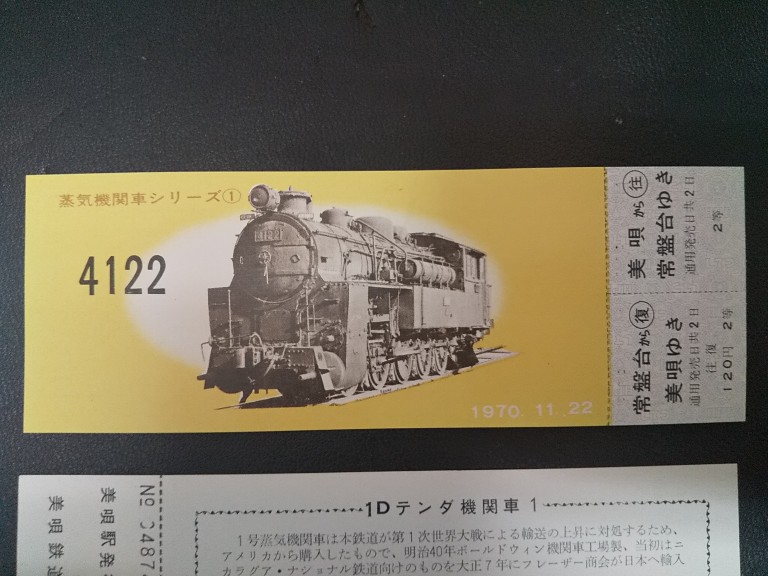 蒸気機関車シリーズ①
4122
4122
1970. 11. 22
美唄から㊤往
常盤台ゆき
通用発売日共2日
2等
常盤台から復
美唄ゆき
通用発売日共2日
往復
120円 2等
1Dテンダ機関車1
1号蒸気機関車は本鉄道が第1次世界大戦による輸送の上昇に対処するため、
アメリカから購入したもので、明治40年ボールドウィン機関車工場製、当初はニ
カラグア・ナショナル鉄道向けのものを大正7年にフレーザー商会が日本へ輸入
No
0487
美唄駅発
美唄鉄道